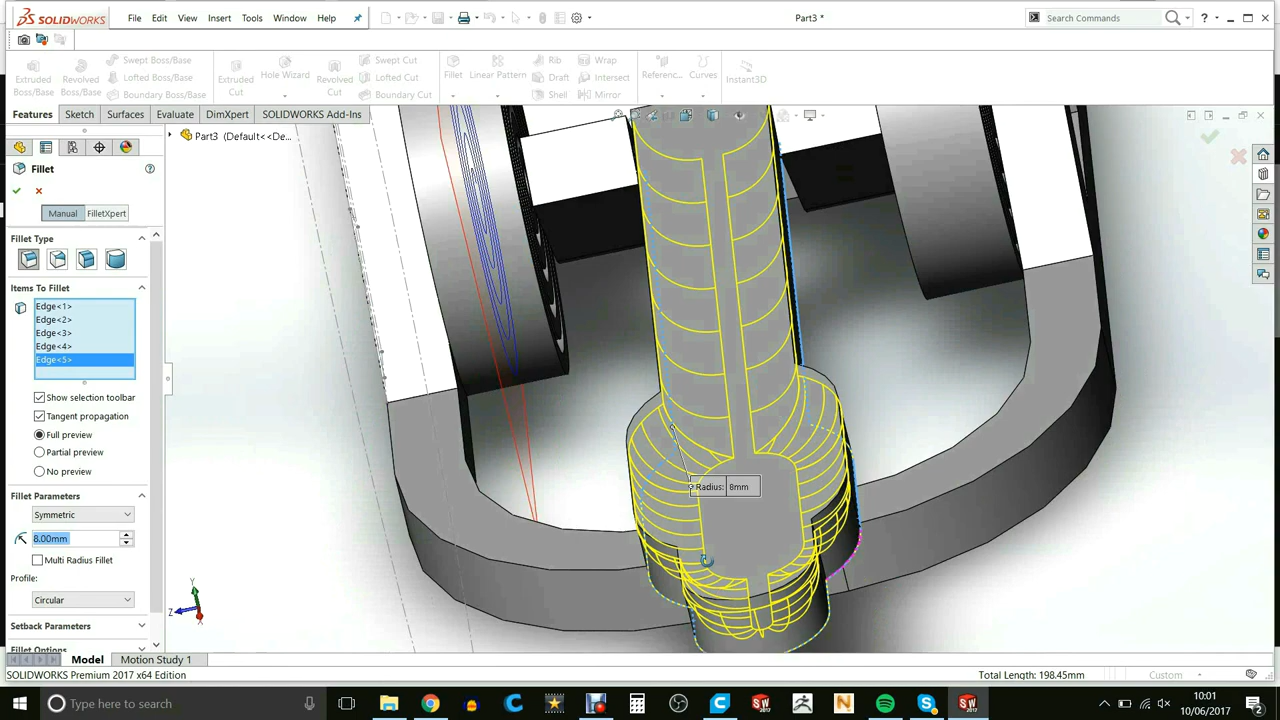 SOLIDWORKS
File Edit View Insert Tools Window Help
Part3 *
Search Commands
Extruded Boss/Base
Revolved Boss/Base
Swept Boss/Base
Lofted Boss/Base
Boundary Boss/Base
Extruded Cut
Hole Wizard
Revolved Cut
Swept Cut
Lofted Cut
Boundary Cut
Fillet
Linear Pattern
Rib
Draft
Shell
Wrap
Intersect
Mirror
Referenc...
Curves
Instant3D
Features Sketch Surfaces Evaluate DimXpert SOLIDWORKS Add-Ins
Part3 (Default<<De...
Fillet
Manual FilletXpert
Fillet Type
Items To Fillet
Edge<1>
Edge<2>
Edge<3>
Edge<4>
Edge<5>
Show selection toolbar
Tangent propagation
Full preview
Partial preview
No preview
Fillet Parameters
Symmetric
8.00mm
Multi Radius Fillet
Profile:
Circular
Setback Parameters
Fillet Options
Radius: 8mm
Y
Z
Model Motion Study 1
SOLIDWORKS Premium 2017 x64 Edition
Total Length: 198.45mm
Custom
Type here to search
10:01
10/06/2017